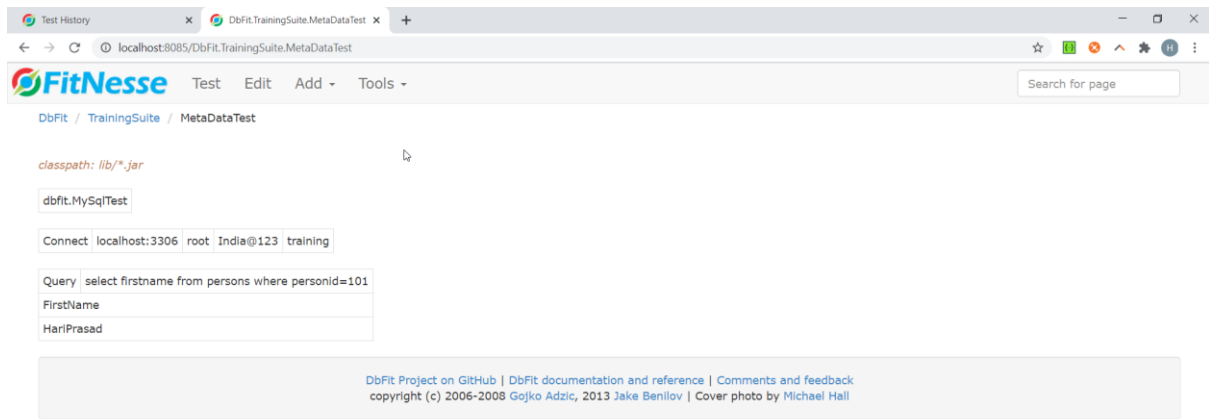 Test History
DbFit.TrainingSuite.MetaDataTest
localhost:8085/DbFit.TrainingSuite.MetaDataTest
H
FitNesse Test Edit Add Tools Search for page
DbFit / TrainingSuite / MetaDataTest
classpath: lib/*.jar
dbfit.MySqlTest
Connect localhost:3306 root India@123 training
Query select firstname from persons where personid=101
FirstName
HariPrasad
DbFit Project on GitHub | DbFit documentation and reference | Comments and feedback
copyright (c) 2006-2008 Gojko Adzic, 2013 Jake Benilov | Cover photo by Michael Hall